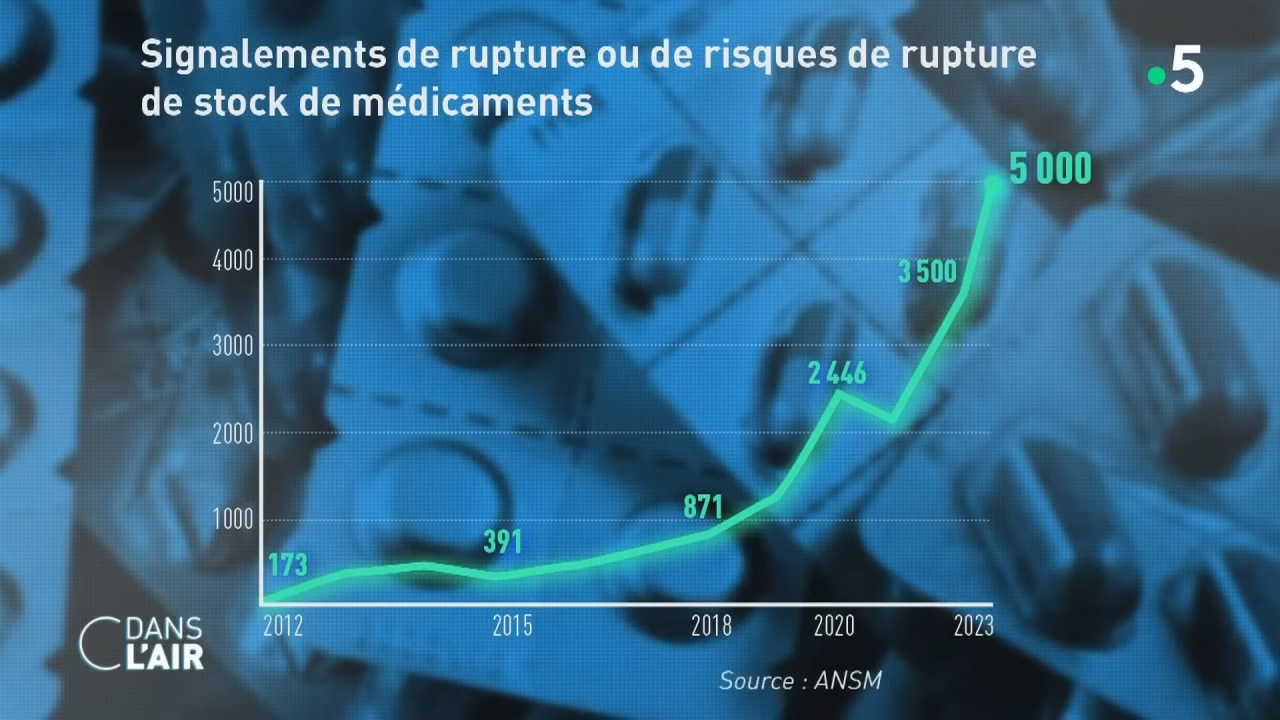 Signalements de rupture ou de risques de rupture
de stock de médicaments
5
5 000
5000
4000
3 500
3000
2 446
2000
871
1000
391
173
2012 2015 2018 2020 2023
C DANS
L'AIR
Source : ANSM